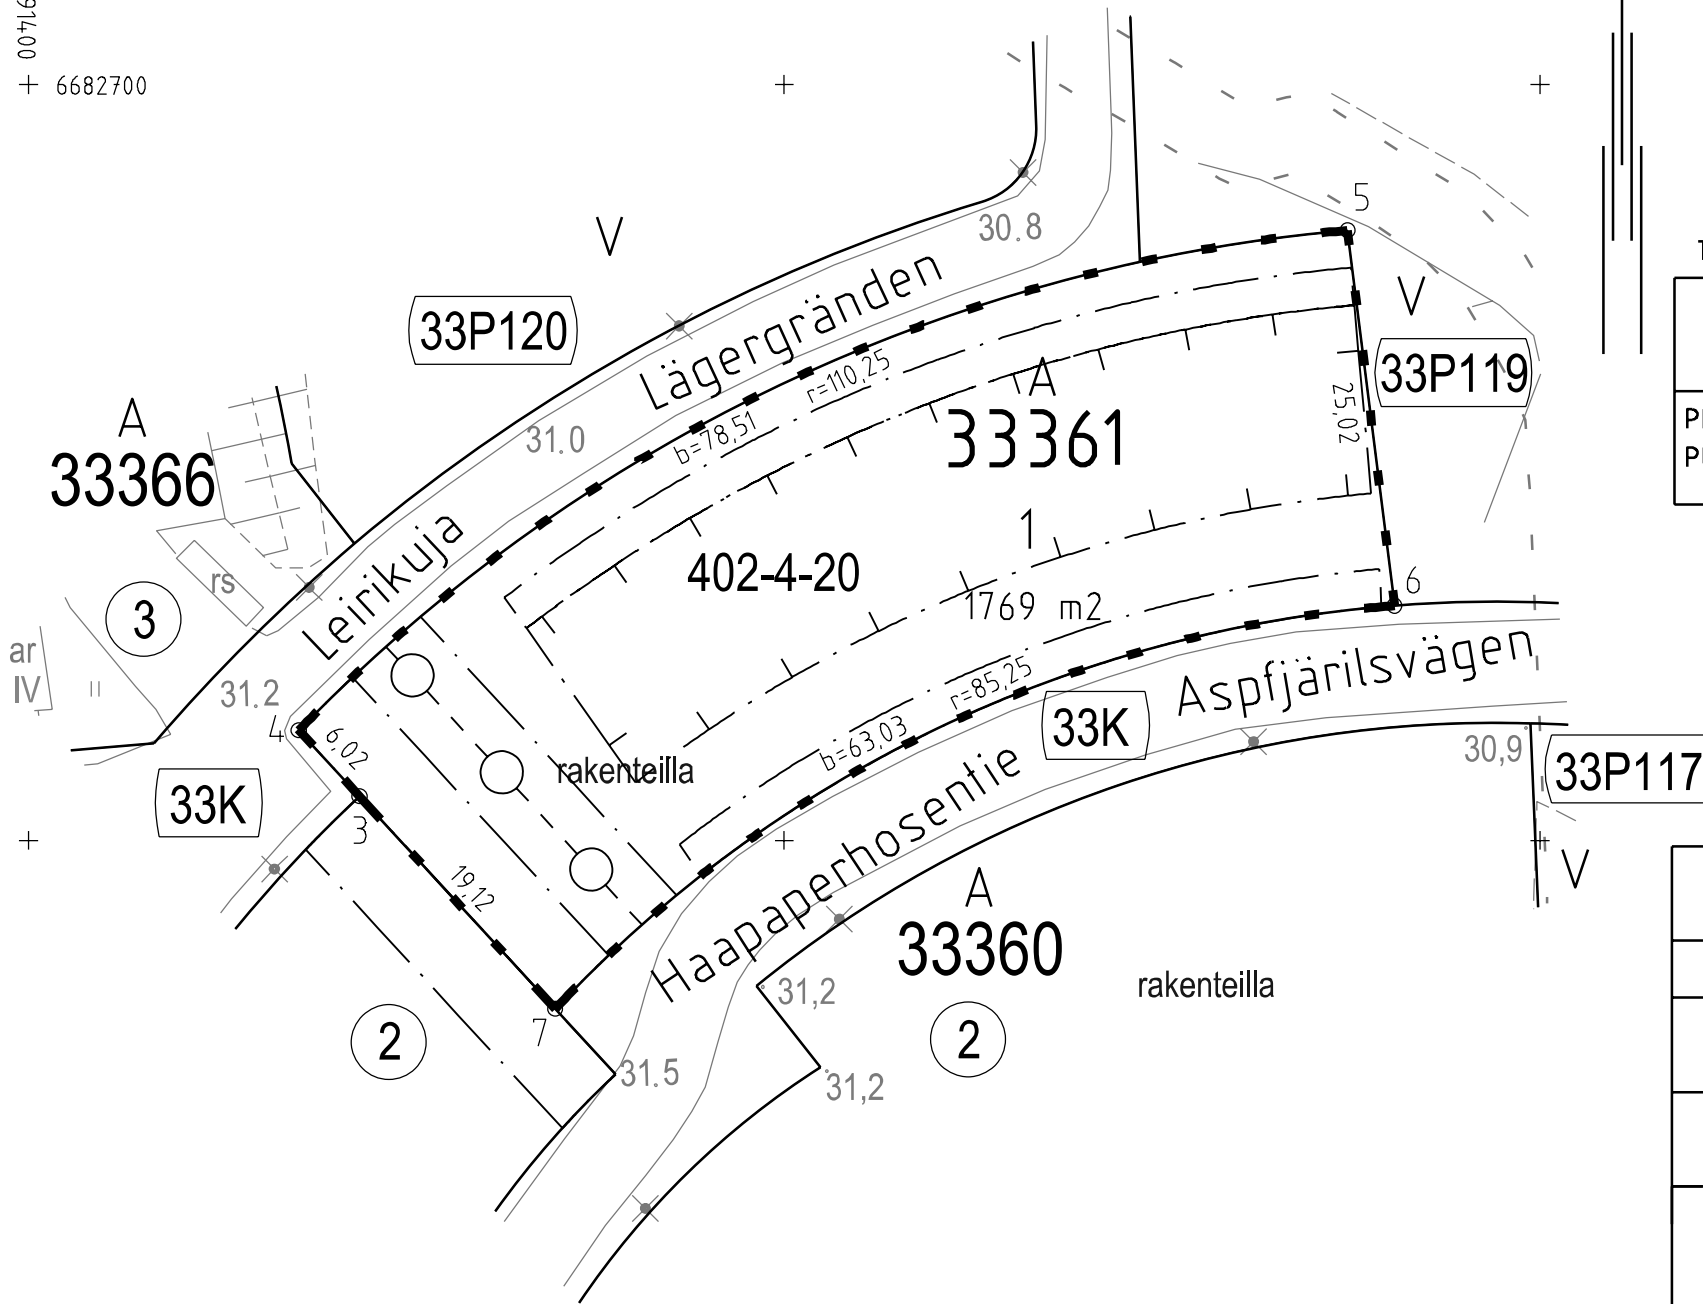 91400
6682700
V
5
30.8
Lägergränden
V
33P120
33P119
r=110,25
A
33361
25,02
A
33366
31.0
b=78,51
1
Leirikuja
402-4-20
rs
3
6
1769 m2
ar
IV
II
31.2
4
6,02
r=85,25
Aspfjärilsvägen
33K
30,9
33P117
b=63,03
rakenteilla
33K
3
Haapaperhosentie
V
19,12
A
33360
31,2
rakenteilla
7
2
2
31.5
31,2